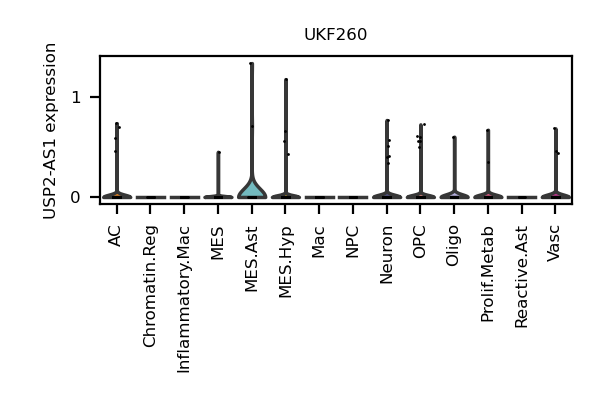 UKF260
USP2-AS1 expression
1
0
AC
Chromatin.Reg
Inflammatory.Mac
MES
MES.Ast
MES.Hyp
Mac
NPC
Neuron
OPC
Oligo
Prolif.Metab
Reactive.Ast
Vasc